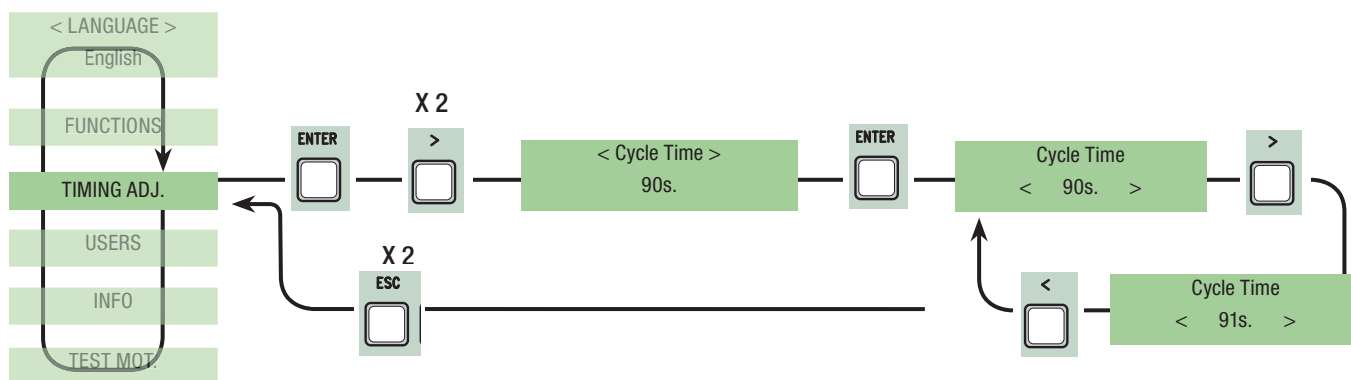 < LANGUAGE >
English
FUNCTIONS
TIMING ADJ.
USERS
INFO
TEST MOT.
ENTER
X 2
>
< Cycle Time >
90s.
ENTER
Cycle Time
< 90s. >
>
X 2
ESC
<
Cycle Time
< 91s. >